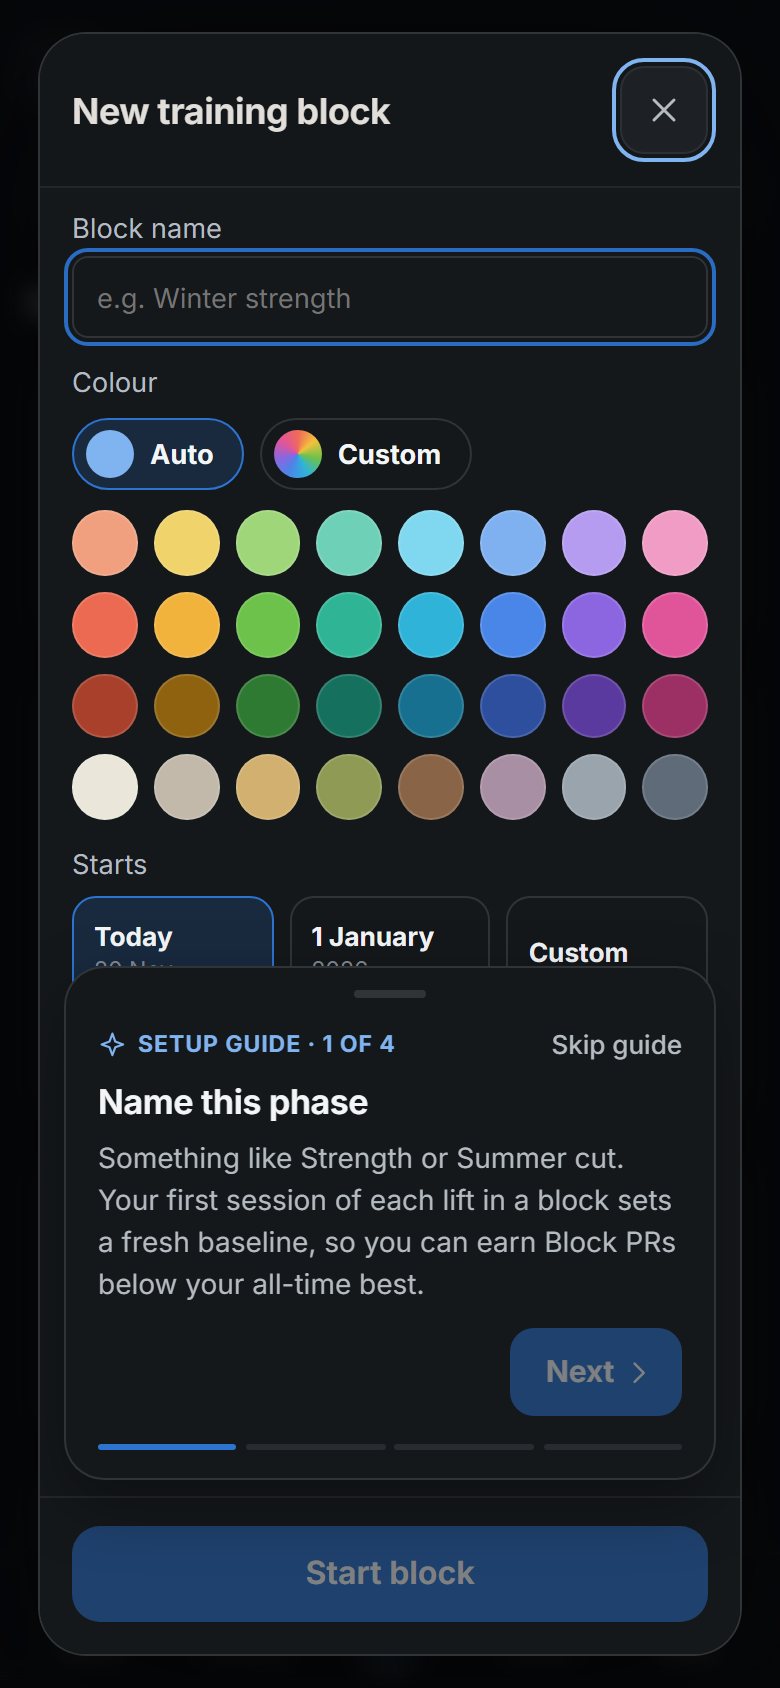 New training block
Block name
e.g. Winter strength
Colour
Auto
Custom
Starts
Today
1 January
Custom
SETUP GUIDE · 1 OF 4
Skip guide
Name this phase
Something like Strength or Summer cut.
Your first session of each lift in a block sets
a fresh baseline, so you can earn Block PRs
below your all-time best.
Next
Start block